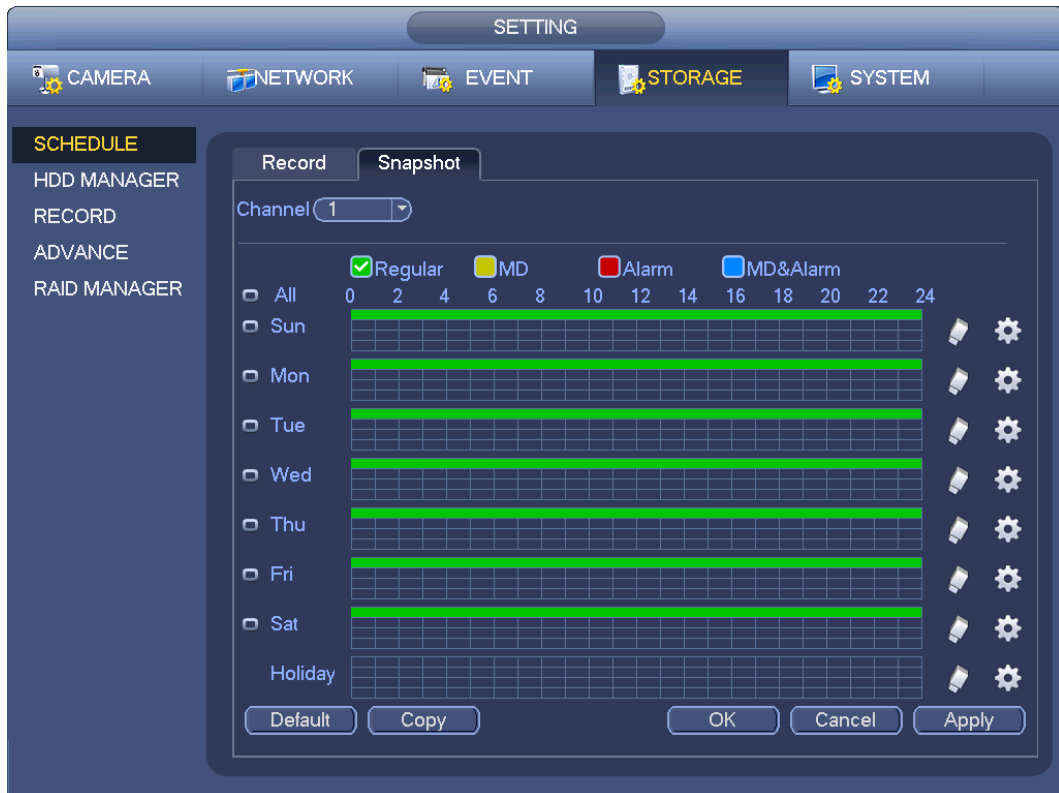 SETTING
CAMERA NETWORK EVENT STORAGE SYSTEM
SCHEDULE
HDD MANAGER
RECORD
ADVANCE
RAID MANAGER
Record Snapshot
Channel 1
Regular MD Alarm MD&Alarm
All 0 2 4 6 8 10 12 14 16 18 20 22 24
Sun
Mon
Tue
Wed
Thu
Fri
Sat
Holiday
Default Copy OK Cancel Apply